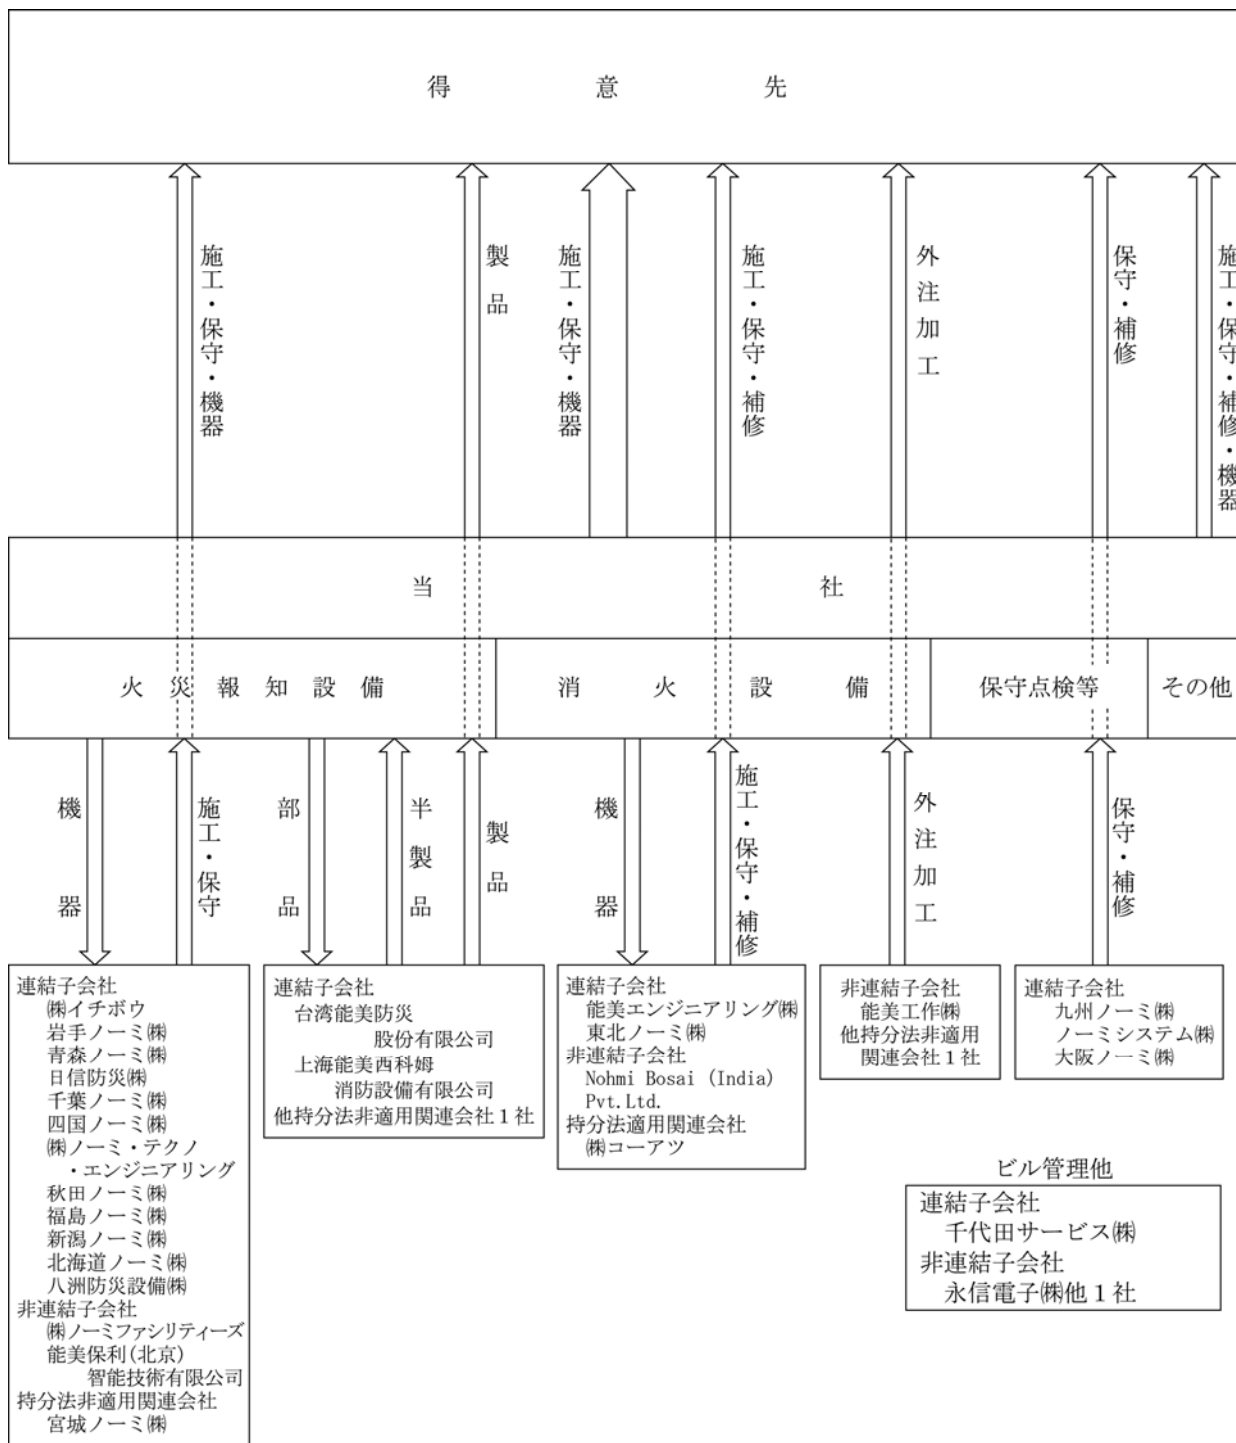 得意先
施工・保守・機器
製品
施工・保守・機器
施工・保守・補修
外注加工
保守・補修
施工・保守・補修・機器
当社
火災報知設備
消火設備
保守点検等
その他
機器
施工・保守
部品
半製品
製品
機器
施工・保守・補修
外注加工
保守・補修
連結子会社
㈱イチボウ
岩手ノーミ㈱
青森ノーミ㈱
日信防災㈱
千葉ノーミ㈱
四国ノーミ㈱
㈱ノーミ・テクノ
・エンジニアリング
秋田ノーミ㈱
福島ノーミ㈱
新潟ノーミ㈱
北海道ノーミ㈱
八洲防災設備㈱
非連結子会社
㈱ノーミファシリティーズ
能美保利(北京)
智能技術有限公司
持分法非適用関連会社
宮城ノーミ㈱
連結子会社
台湾能美防災
股份有限公司
上海能美西科姆
消防設備有限公司
他持分法非適用関連会社1社
連結子会社
能美エンジニアリング㈱
東北ノーミ㈱
非連結子会社
Nohmi Bosai (India)
Pvt.Ltd.
持分法適用関連会社
㈱コーアツ
非連結子会社
能美工作㈱
他持分法非適用
関連会社1社
連結子会社
九州ノーミ㈱
ノーミシステム㈱
大阪ノーミ㈱
ビル管理他
連結子会社
千代田サービス㈱
非連結子会社
永信電子㈱他1社